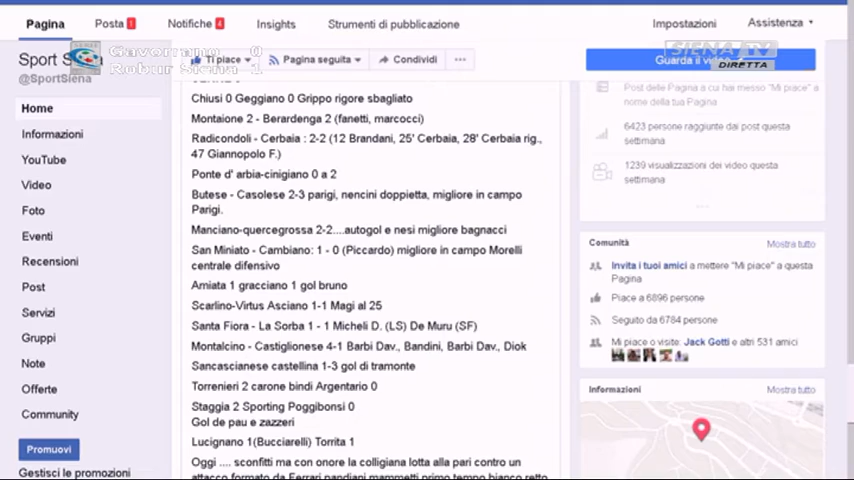 Pagina
Posta 1
Notifiche 4
Insights
Strumenti di pubblicazione
Impostazioni
Assistenza
Gavorrano 0
Robur Siena 1
SIENA TV
DIRETTA
Sport
@SportSiena
Ti piace
Pagina seguita
Condividi
Guarda il video
Home
Informazioni
YouTube
Video
Foto
Eventi
Recensioni
Post
Servizi
Gruppi
Note
Offerte
Community
Promuovi
Gestisci le promozioni
Chiusi 0 Geggiano 0 Grippo rigore sbagliato
Montaione 2 - Berardenga 2 (fanetti, marcocci)
Radicondoli - Cerbaia : 2-2 (12 Brandani, 25' Cerbaia, 28' Cerbaia rig.,
47 Giannopolo F.)
Ponte d' arbia-cinigiano 0 a 2
Butese - Casolese 2-3 parigi, nencini doppietta, migliore in campo
Parigi.
Manciano-quercegrossa 2-2....autogol e nesi migliore bagnacci
San Miniato - Cambiano: 1 - 0 (Piccardo) migliore in campo Morelli
centrale difensivo
Amiata 1 gracciano 1 gol bruno
Scarlino-Virtus Asciano 1-1 Magi al 25
Santa Fiora - La Sorba 1 - 1 Micheli D. (LS) De Muru (SF)
Montalcino - Castiglionese 4-1 Barbi Dav., Bandini, Barbi Dav., Diok
Sancascianese castellina 1-3 gol di tramonte
Torrenieri 2 carone bindi Argentario 0
Staggia 2 Sporting Poggibonsi 0
Gol de pau e zazzeri
Lucignano 1(Bucciarelli) Torrita 1
Oggi .... sconfitti ma con onore la colligiana lotta alla pari contro un
attacco formato da Ferrari pandiani mammetti primo tempo bianco retto
Post delle Pagina a cui hai messo "Mi piace" a
nome della tua Pagina
6423 persone raggiunte dai post questa
settimana
1239 visualizzazioni dei video questa
settimana
Comunità
Mostra tutto
Invita i tuoi amici a mettere "Mi piace" a questa
Pagina
Piace a 6896 persone
Seguito da 6784 persone
Mi piace o visite: Jack Gotti e altri 531 amici
Informazioni
Mostra tutto